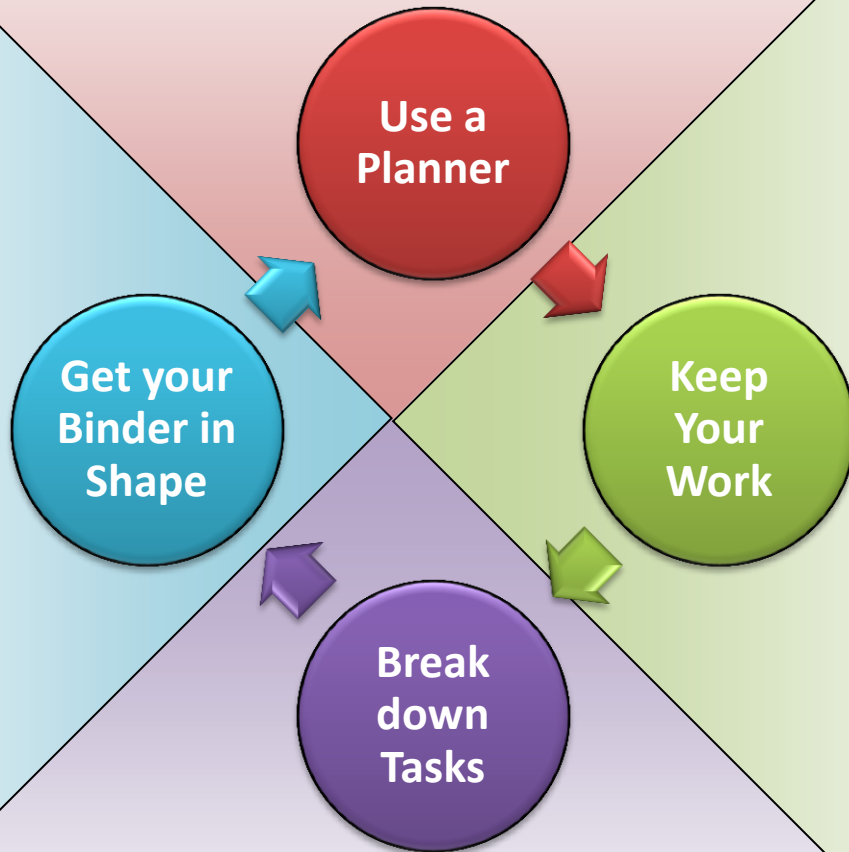 Use a
Planner
Keep
Your
Work
Break
down
Tasks
Get your
Binder in
Shape